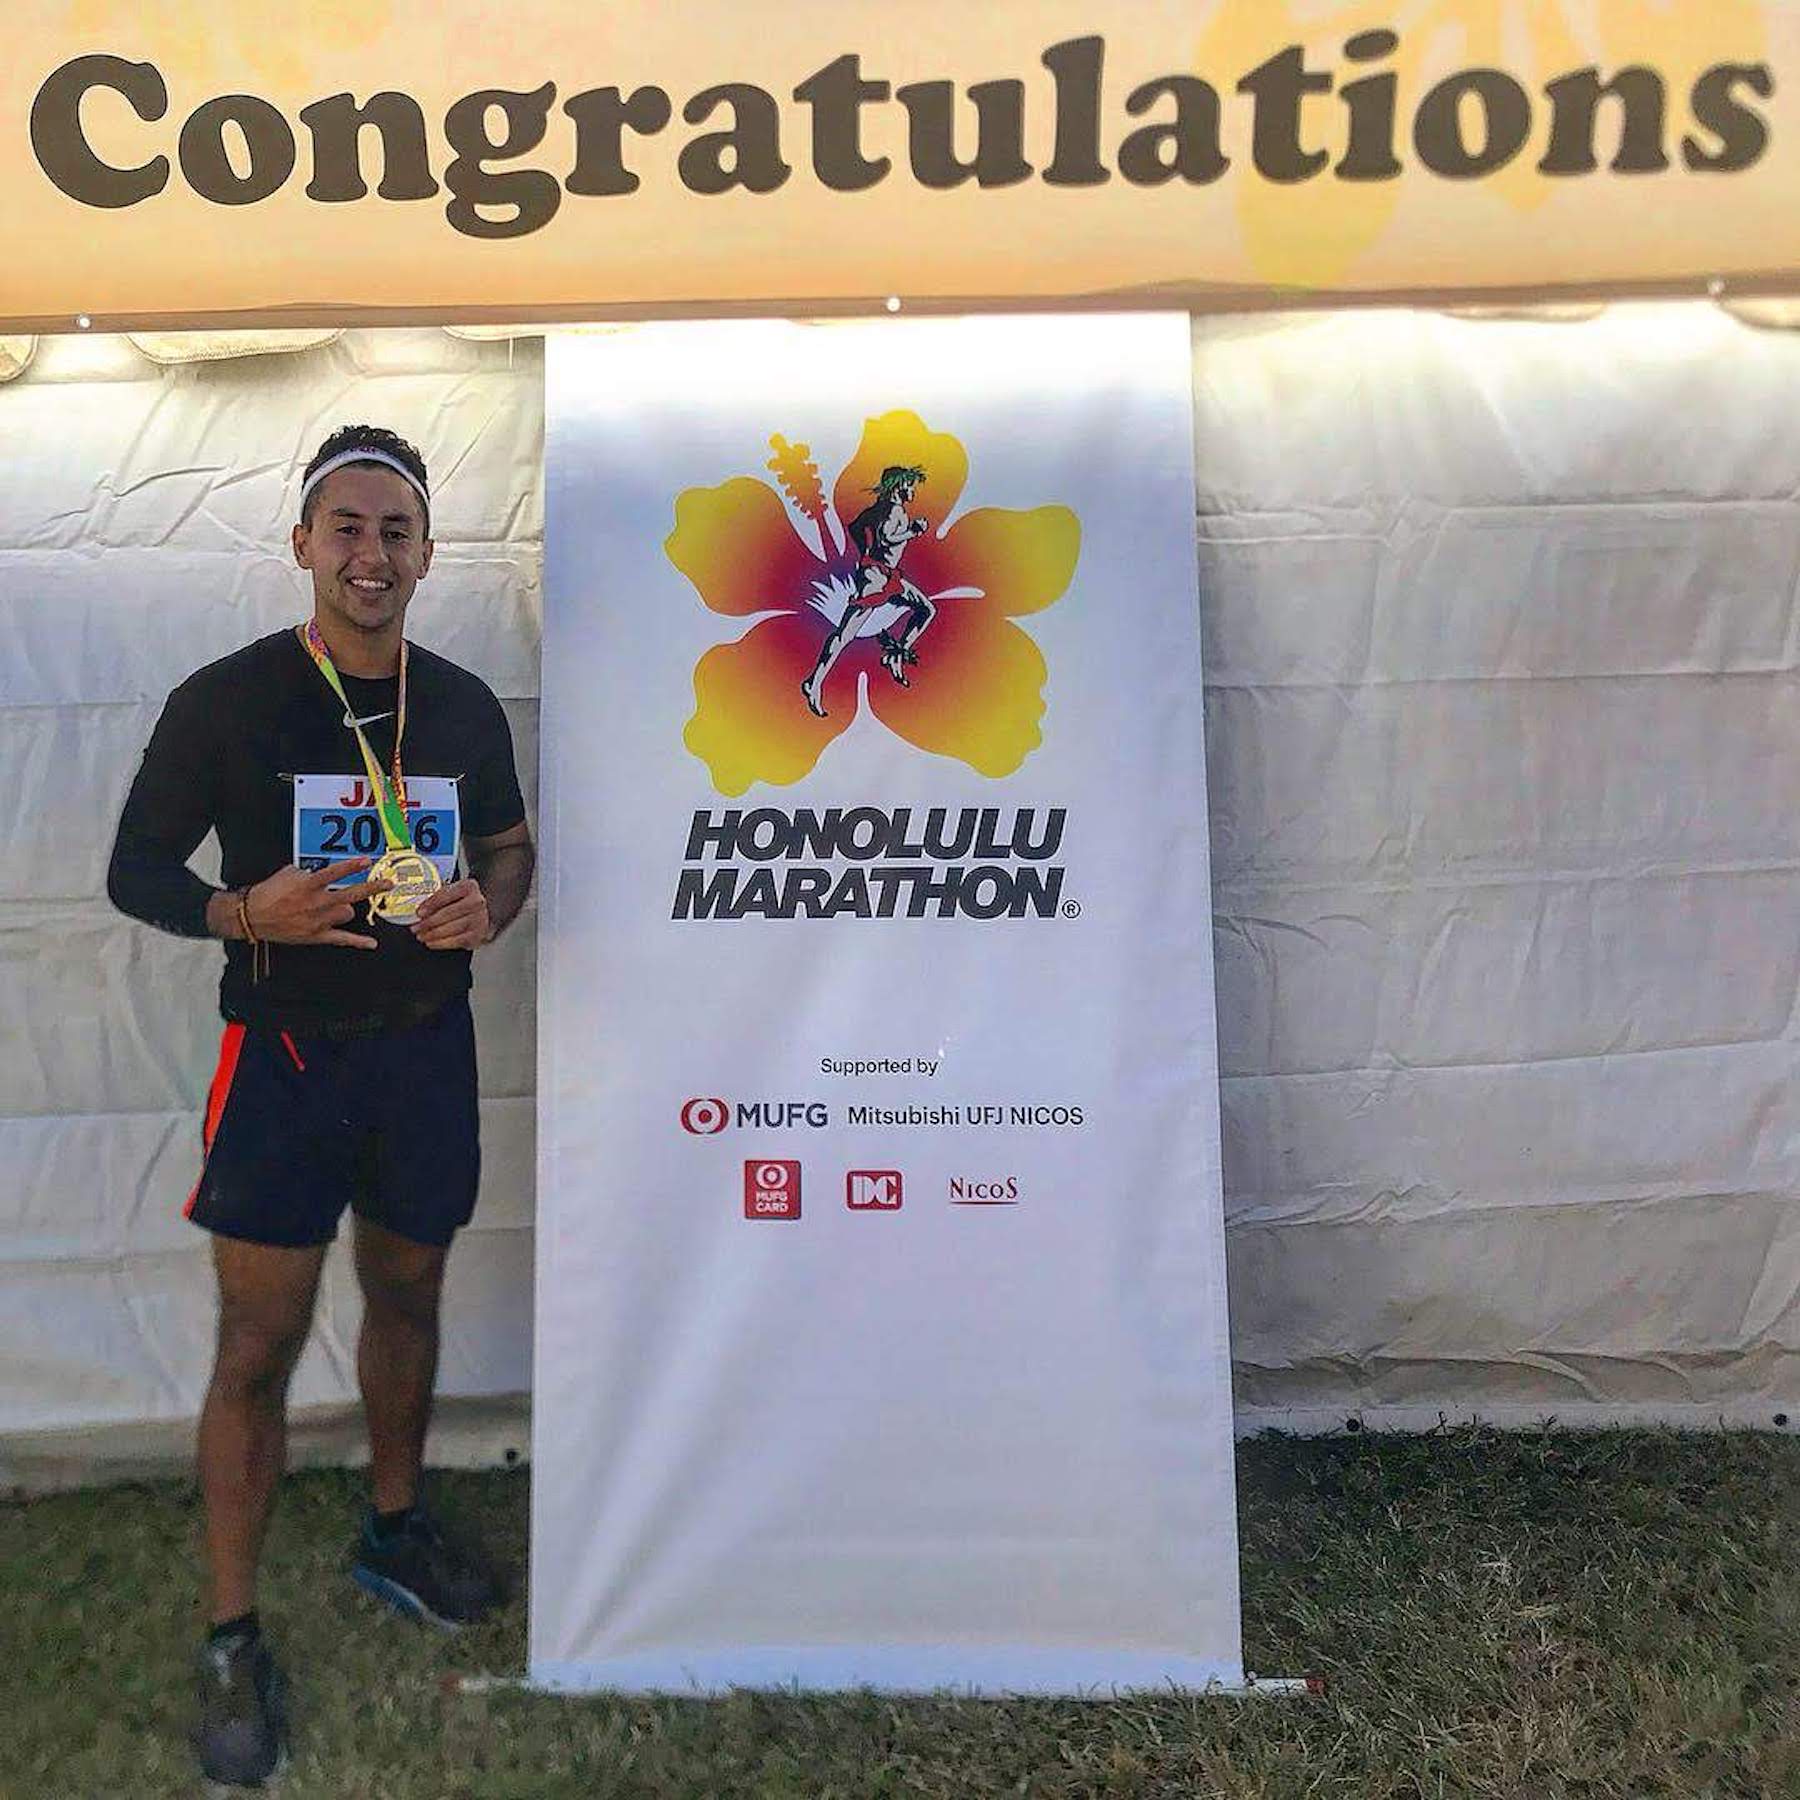 Congratulations
HONOLULU
MARATHON®
JAL
Supported by
MUFG Mitsubishi UFJ NICOS
MUFG
CARD
DC
NICOS